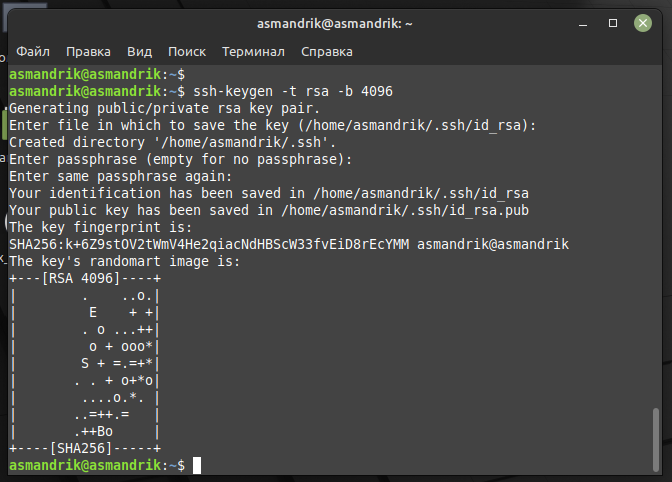 asmandrik@asmandrik: ~
Файл Правка Вид Поиск Терминал Справка
asmandrik@asmandrik:~$
asmandrik@asmandrik:~$ ssh-keygen -t rsa -b 4096
Generating public/private rsa key pair.
Enter file in which to save the key (/home/asmandrik/.ssh/id_rsa):
Created directory '/home/asmandrik/.ssh'.
Enter passphrase (empty for no passphrase):
Enter same passphrase again:
Your identification has been saved in /home/asmandrik/.ssh/id_rsa
Your public key has been saved in /home/asmandrik/.ssh/id_rsa.pub
The key fingerprint is:
SHA256:k+6Z9stOV2tWmV4He2qiacNdHBScW33fvEiD8rEcYMM asmandrik@asmandrik
The key's randomart image is:
+---[RSA 4096]----+
|        .    ..o.|
|         E    + +|
|        . o ...++|
|         o + ooo*|
|        S + =.=+*|
|       . . + o+*o|
|        ....o.*. |
|       ..=++.=   |
|       .++Bo     |
+----[SHA256]-----+
asmandrik@asmandrik:~$